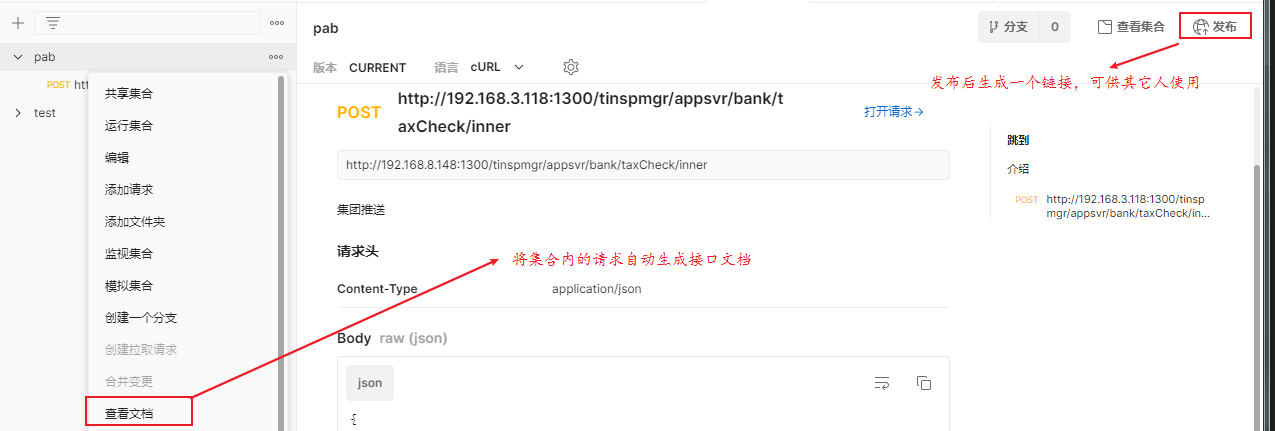 pab
POST ht
test
共享集合
运行集合
编辑
添加请求
添加文件夹
监视集合
模拟集合
创建一个分支
创建拉取请求
合并变更
查看文档
pab
分支 0
查看集合
发布
版本 CURRENT 语言 cURL
发布后生成一个链接，可供其它人使用
POST http://192.168.3.118:1300/tinspmgr/appsvr/bank/t
axCheck/inner
打开请求→
http://192.168.8.148:1300/tinspmgr/appsvr/bank/taxCheck/inner
集团推送
请求头
将集合内的请求自动生成接口文档
Content-Type application/json
Body raw (json)
json
{
跳到
介绍
POST http://192.168.3.118:1300/tinsp
mgr/appsvr/bank/taxCheck/in...